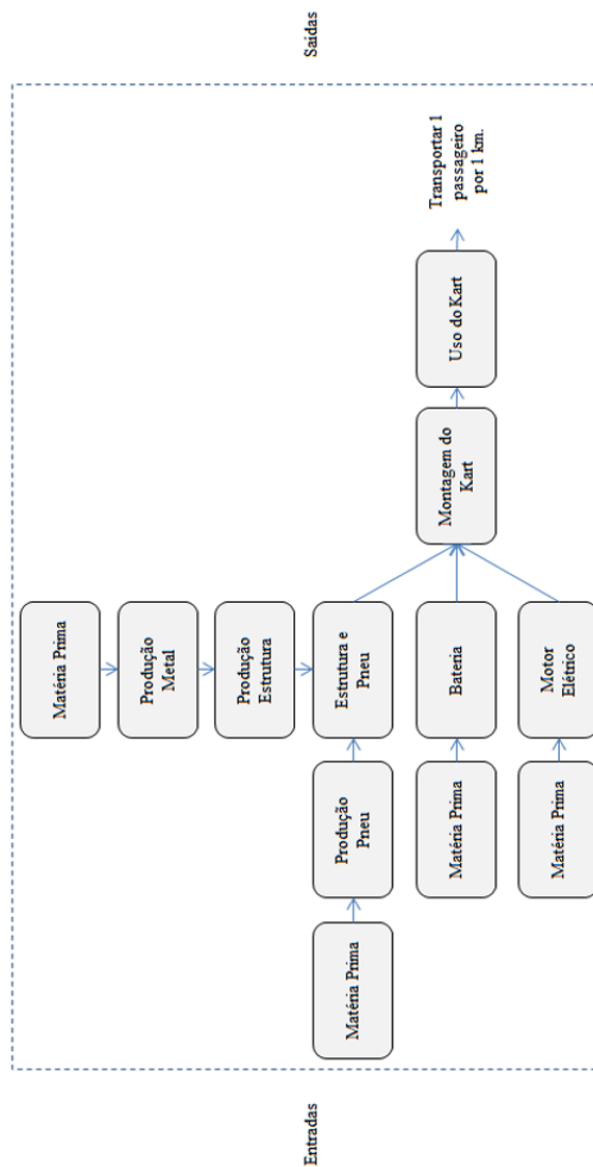 Entradas
Saídas
Matéria Prima
Produção
Metal
Produção
Estrutura
Matéria Prima
Produção
Pneu
Estrutura e
Pneu
Matéria Prima
Bateria
Matéria Prima
Motor
Elétrico
Montagem do
Kart
Uso do Kart
Transportar 1
passageiro
por 1 km.